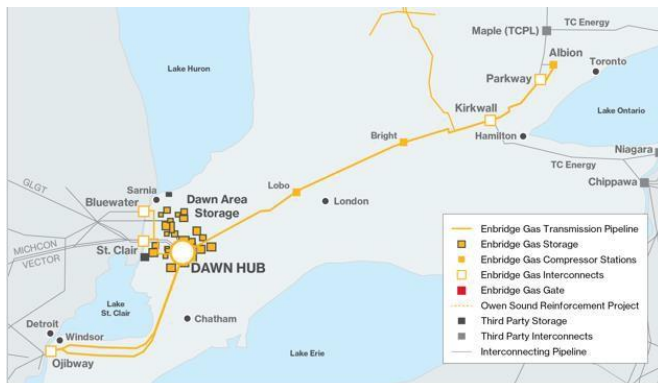 TC Energy
Maple (TCPL)
Albion
Toronto
Parkway
Lake Huron
Kirkwall
Lake Ontario
Hamilton
Bright
Niagara
TC Energy
Chippawa
GLGT
Sarnia
Bluewater
Dawn Area
Storage
Lobo
London
MICHCON
VECTOR
St. Clair
DAWN HUB
Lake
St. Clair
Chatham
Detroit
Windsor
Ojibway
Lake Erie
Enbridge Gas Transmission Pipeline
Enbridge Gas Storage
Enbridge Gas Compressor Stations
Enbridge Gas Interconnects
Enbridge Gas Gate
Owen Sound Reinforcement Project
Third Party Storage
Third Party Interconnects
Interconnecting Pipeline